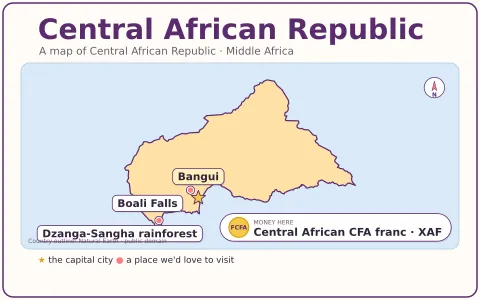 Central African Republic
A map of Central African Republic · Middle Africa
N
Bangui
Boali Falls
Dzanga-Sangha rainforest
FCFA
MONEY HERE
Central African CFA franc · XAF
Country outline: Natural Earth · public domain
★ the capital city ● a place we'd love to visit